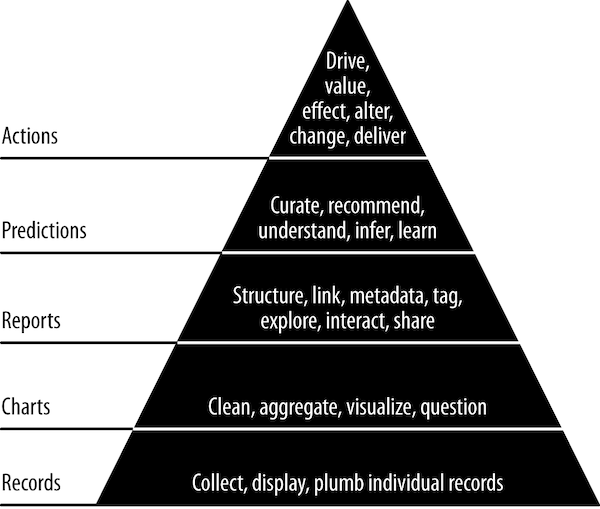 Drive,
value,
effect, alter,
change, deliver
Actions
Curate, recommend,
understand, infer, learn
Predictions
Structure, link, metadata, tag,
explore, interact, share
Reports
Clean, aggregate, visualize, question
Charts
Collect, display, plumb individual records
Records